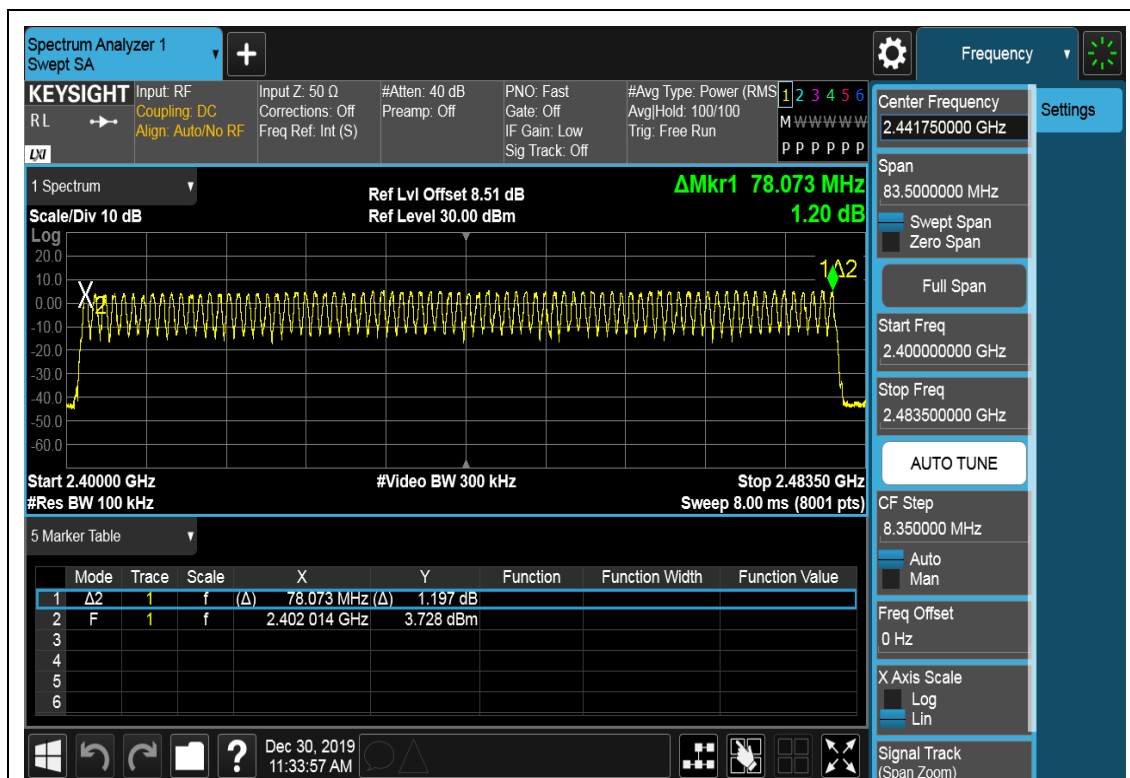 Spectrum Analyzer 1
Swept SA
+
Frequency
KEYSIGHT
RL
LXI
Input: RF
Coupling: DC
Align: Auto/No RF
Input Z: 50 Ω
Corrections: Off
Freq Ref: Int (S)
#Atten: 40 dB
Preamp: Off
PNO: Fast
Gate: Off
IF Gain: Low
Sig Track: Off
#Avg Type: Power (RMS
Avg|Hold: 100/100
Trig: Free Run
1 2 3 4 5 6
M W W W W W
P P P P P P
1 Spectrum
Ref Lvl Offset 8.51 dB
ΔMkr1 78.073 MHz
Scale/Div 10 dB
Ref Level 30.00 dBm
1.20 dB
Log
20.0
10.0
0.00
-10.0
-20.0
-30.0
-40.0
-50.0
-60.0
X2
1Δ2
Start 2.40000 GHz
#Video BW 300 kHz
Stop 2.48350 GHz
#Res BW 100 kHz
Sweep 8.00 ms (8001 pts)
5 Marker Table
Mode Trace Scale X Y Function Function Width Function Value
1 Δ2 1 f (Δ) 78.073 MHz (Δ) 1.197 dB
2 F 1 f 2.402 014 GHz 3.728 dBm
3
4
5
6
?
Dec 30, 2019
11:33:57 AM
Center Frequency
2.441750000 GHz
Settings
Span
83.5000000 MHz
Swept Span
Zero Span
Full Span
Start Freq
2.400000000 GHz
Stop Freq
2.483500000 GHz
AUTO TUNE
CF Step
8.350000 MHz
Auto
Man
Freq Offset
0 Hz
X Axis Scale
Log
Lin
Signal Track
(Span Zoom)